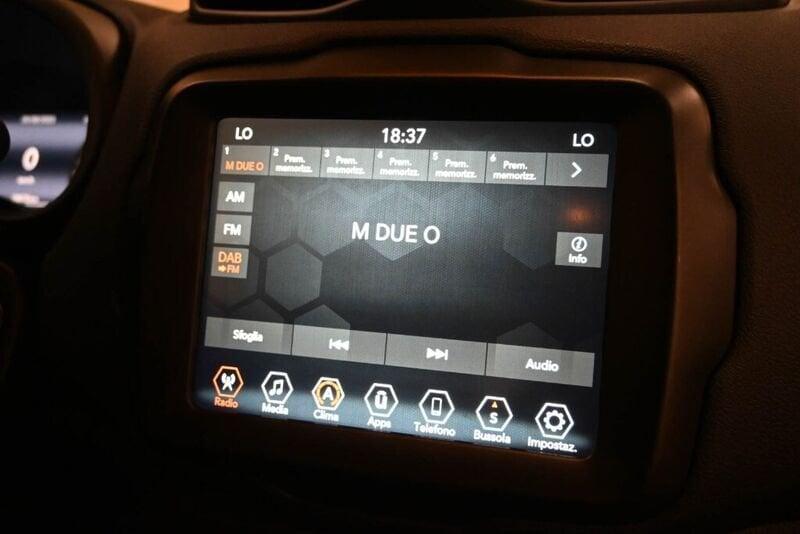 LO 18:37 LO
1 M DUE O
2 Prem. memorizz.
3 Prem. memorizz.
4 Prem. memorizz.
5 Prem. memorizz.
6 Prem. memorizz.
>
AM
FM
DAB
➡FM
M DUE O
i
Info
Sfoglia
Audio
Radio
Media
A
Clima
Apps
Telefono
S
Bussola
Impostaz.
0